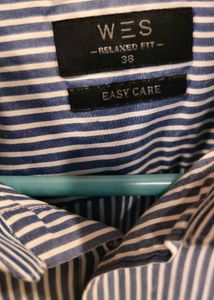 WES
– RELAXED FIT –
38
EASY CARE